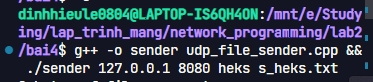 dinhhieule0804@LAPTOP-IS6QH4ON:/mnt/e/Study
ing/lap_trinh_mang/network_programming/lab2
/bai4$ g++ -o sender udp_file_sender.cpp &&
./sender 127.0.0.1 8080 heks s_heks.txt